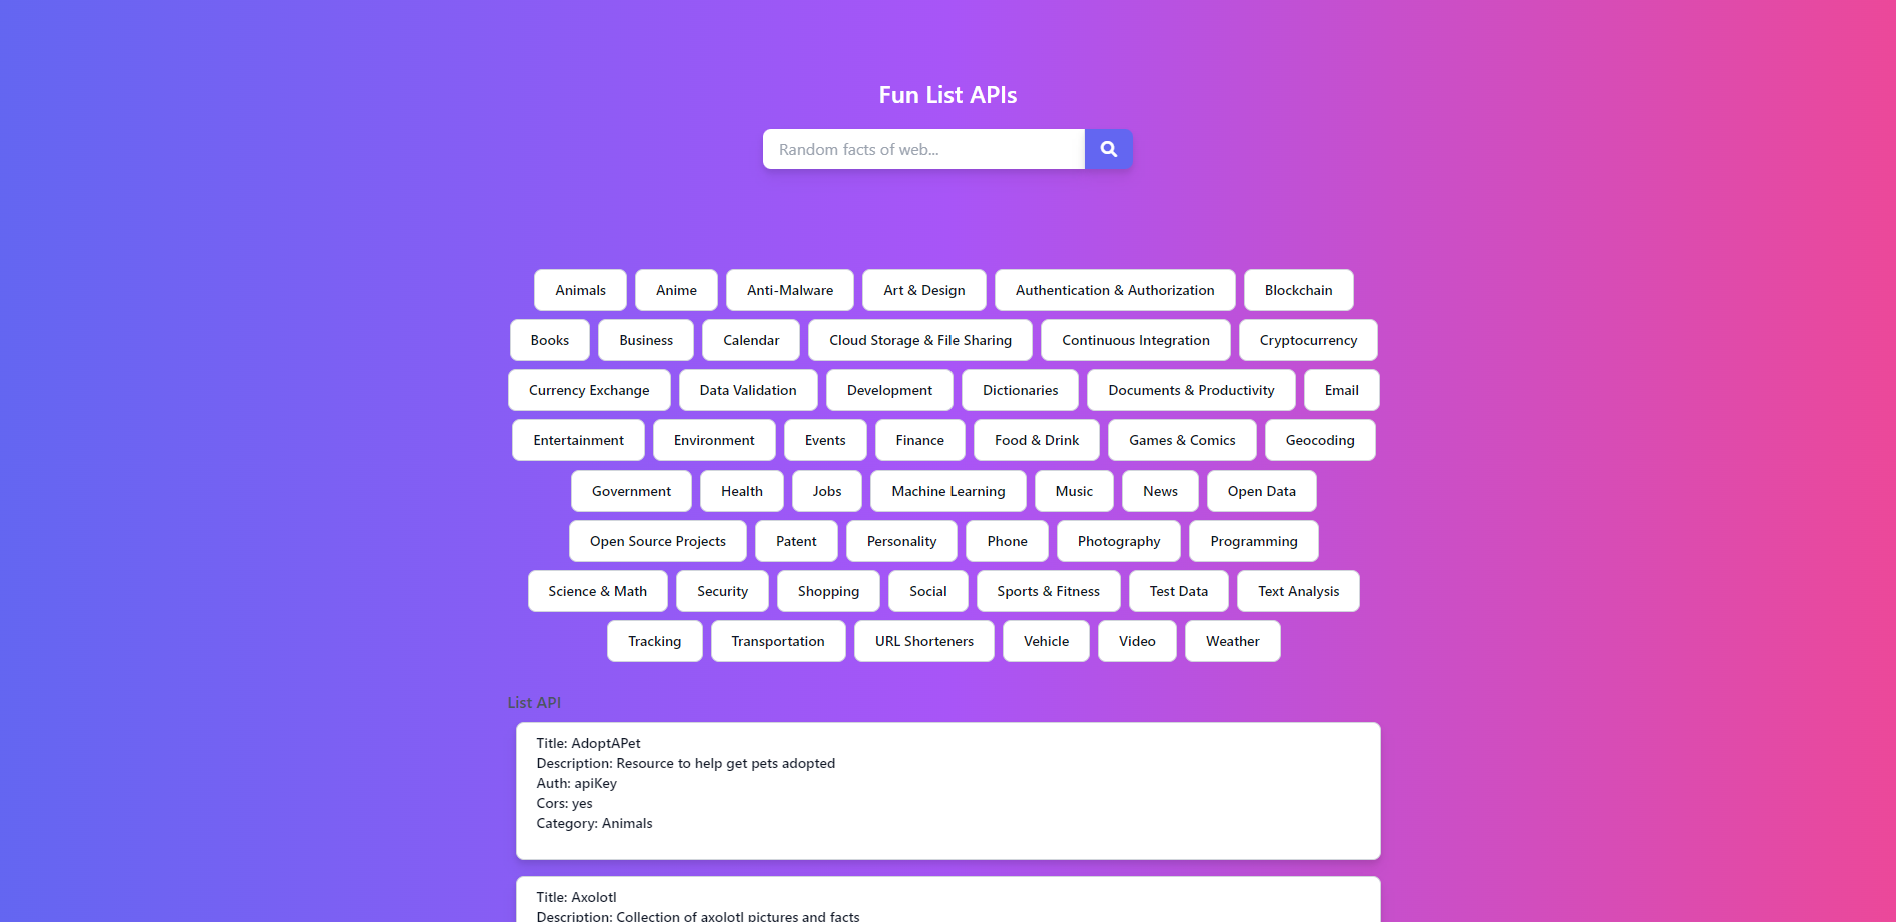 Fun List APIs
Random facts of web...
Animals Anime Anti-Malware Art & Design Authentication & Authorization Blockchain
Books Business Calendar Cloud Storage & File Sharing Continuous Integration Cryptocurrency
Currency Exchange Data Validation Development Dictionaries Documents & Productivity Email
Entertainment Environment Events Finance Food & Drink Games & Comics Geocoding
Government Health Jobs Machine Learning Music News Open Data
Open Source Projects Patent Personality Phone Photography Programming
Science & Math Security Shopping Social Sports & Fitness Test Data Text Analysis
Tracking Transportation URL Shorteners Vehicle Video Weather
List API
Title: AdoptAPet
Description: Resource to help get pets adopted
Auth: apiKey
Cors: yes
Category: Animals
Title: Axolotl
Description: Collection of axolotl pictures and facts